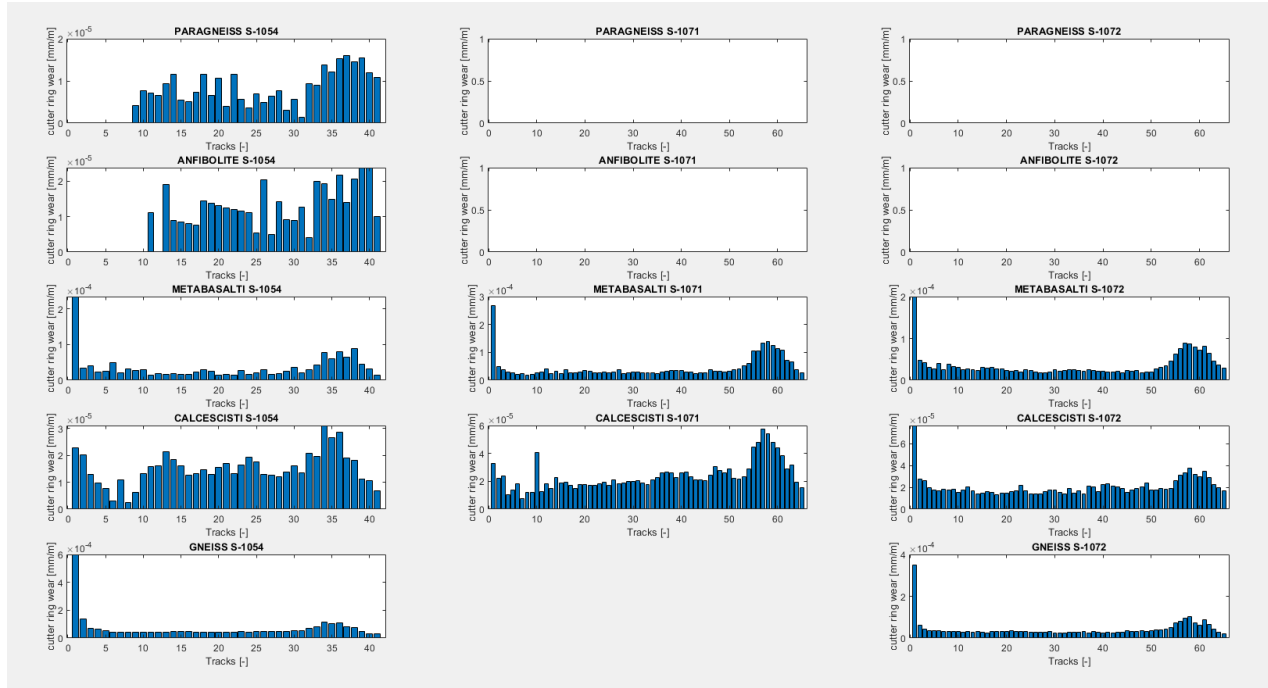 PARAGNEISS S-1054
×10-5
cutter ring wear [mm/m]
2
1
0
0 5 10 15 20 25 30 35 40
Tracks [-]
PARAGNEISS S-1071
cutter ring wear [mm/m]
1
0.5
0
0 10 20 30 40 50 60
Tracks [-]
PARAGNEISS S-1072
cutter ring wear [mm/m]
1
0.5
0
0 10 20 30 40 50 60
Tracks [-]
ANFIBOLITE S-1054
×10-5
cutter ring wear [mm/m]
2
1
0
0 5 10 15 20 25 30 35 40
Tracks [-]
ANFIBOLITE S-1071
cutter ring wear [mm/m]
1
0.5
0
0 10 20 30 40 50 60
Tracks [-]
ANFIBOLITE S-1072
cutter ring wear [mm/m]
1
0.5
0
0 10 20 30 40 50 60
Tracks [-]
METABASALTI S-1054
×10-4
cutter ring wear [mm/m]
2
1
0
0 5 10 15 20 25 30 35 40
Tracks [-]
METABASALTI S-1071
×10-4
cutter ring wear [mm/m]
3
2
1
0
0 10 20 30 40 50 60
Tracks [-]
METABASALTI S-1072
×10-4
cutter ring wear [mm/m]
2
1
0
0 10 20 30 40 50 60
Tracks [-]
CALCESCISTI S-1054
×10-5
cutter ring wear [mm/m]
3
2
1
0
0 5 10 15 20 25 30 35 40
Tracks [-]
CALCESCISTI S-1071
×10-5
cutter ring wear [mm/m]
6
4
2
0
0 10 20 30 40 50 60
Tracks [-]
CALCESCISTI S-1072
×10-5
cutter ring wear [mm/m]
6
4
2
0
0 10 20 30 40 50 60
Tracks [-]
GNEISS S-1054
×10-4
cutter ring wear [mm/m]
6
4
2
0
0 5 10 15 20 25 30 35 40
Tracks [-]
GNEISS S-1072
×10-4
cutter ring wear [mm/m]
4
2
0
0 10 20 30 40 50 60
Tracks [-]